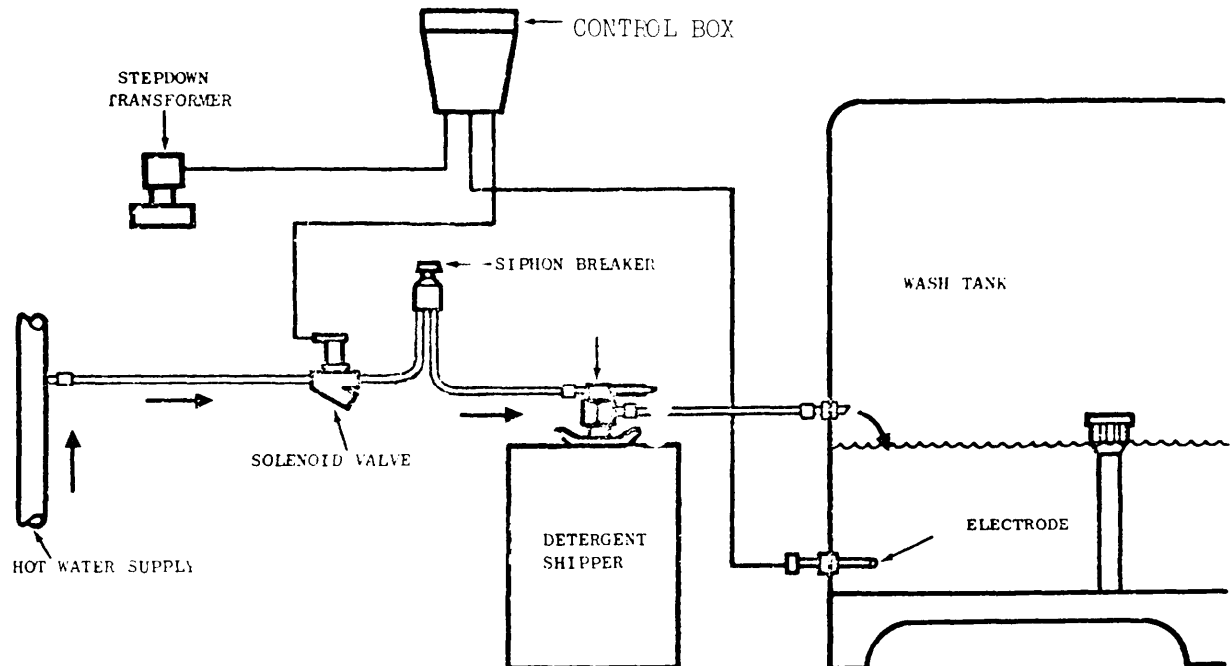 CONTROL BOX
STEPDOWN
TRANSFORMER
SIPHON BREAKER
WASH TANK
SOLENOID VALVE
ELECTRODE
DETERGENT
SHIPPER
HOT WATER SUPPLY